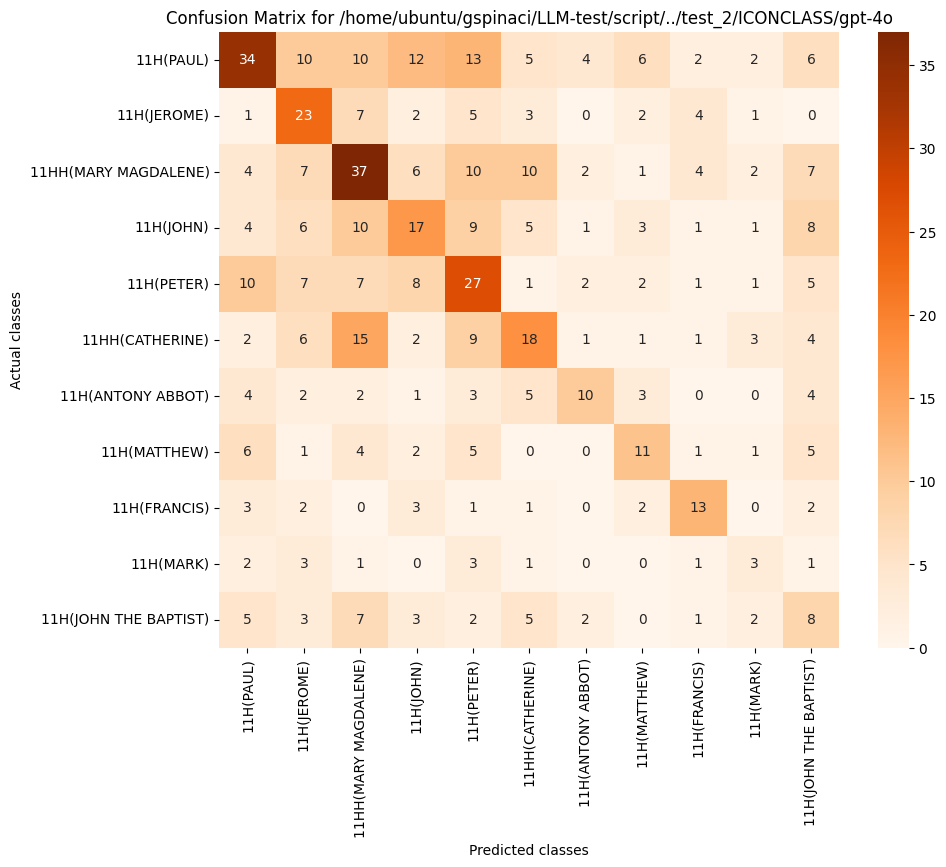 Confusion Matrix for /home/ubuntu/gspinaci/LLM-test/script/../test_2/ICONCLASS/gpt-4o
Actual classes
11H(PAUL) 34 10 10 12 13 5 4 6 2 2 6
11H(JEROME) 1 23 7 2 5 3 0 2 4 1 0
11HH(MARY MAGDALENE) 4 7 37 6 10 10 2 1 4 2 7
11H(JOHN) 4 6 10 17 9 5 1 3 1 1 8
11H(PETER) 10 7 7 8 27 1 2 2 1 1 5
11HH(CATHERINE) 2 6 15 2 9 18 1 1 1 3 4
11H(ANTONY ABBOT) 4 2 2 1 3 5 10 3 0 0 4
11H(MATTHEW) 6 1 4 2 5 0 0 11 1 1 5
11H(FRANCIS) 3 2 0 3 1 1 0 2 13 0 2
11H(MARK) 2 3 1 0 3 1 0 0 1 3 1
11H(JOHN THE BAPTIST) 5 3 7 3 2 5 2 0 1 2 8
11H(PAUL)
11H(JEROME)
11HH(MARY MAGDALENE)
11H(JOHN)
11H(PETER)
11HH(CATHERINE)
11H(ANTONY ABBOT)
11H(MATTHEW)
11H(FRANCIS)
11H(MARK)
11H(JOHN THE BAPTIST)
Predicted classes
35
30
25
20
15
10
5
0